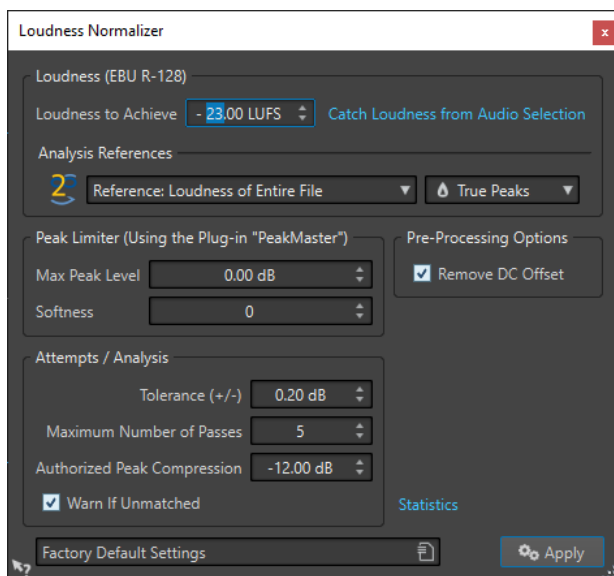 Loudness Normalizer
x
Loudness (EBU R-128)
Loudness to Achieve - 23.00 LUFS Catch Loudness from Audio Selection
Analysis References
Reference: Loudness of Entire File True Peaks
Peak Limiter (Using the Plug-in "PeakMaster") Pre-Processing Options
Max Peak Level 0.00 dB Remove DC Offset
Softness 0
Attempts / Analysis
Tolerance (+/-) 0.20 dB
Maximum Number of Passes 5
Authorized Peak Compression -12.00 dB
Warn If Unmatched Statistics
Factory Default Settings Apply
?